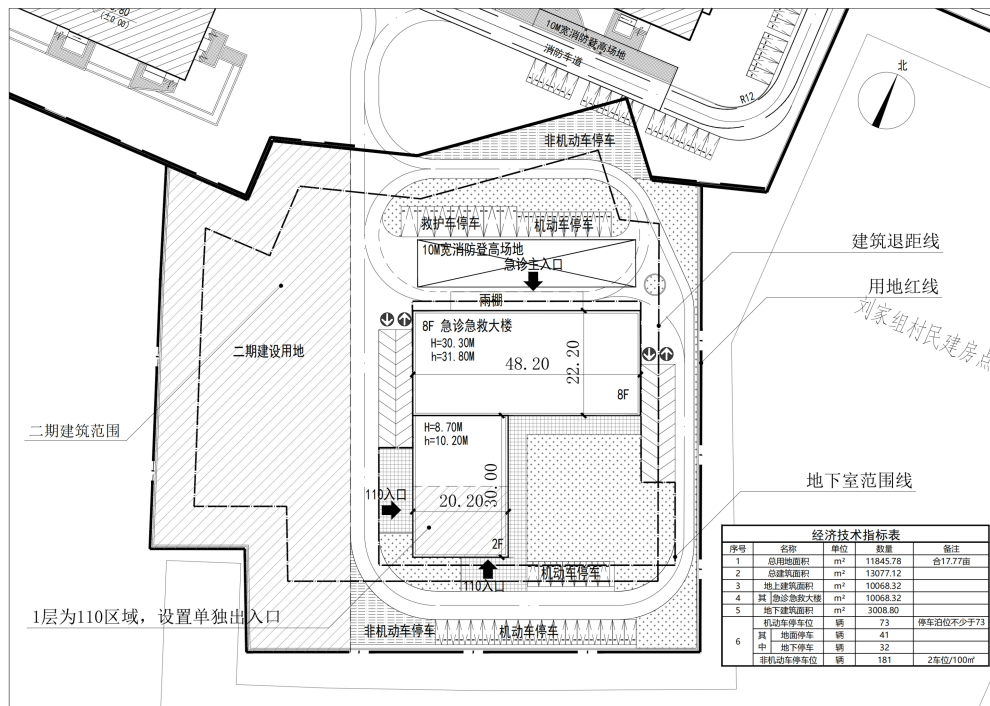 (±0.00)
10M宽消防登高场地
消防车道
R12
北
非机动车停车
救护车停车
机动车停车
10M宽消防登高场地
急诊主入口
建筑退距线
用地红线
刘家组村民建房点
雨棚
8F 急诊急救大楼
H=30.30M
h=31.80M
48.20
22.20
8F
二期建设用地
二期建筑范围
H=8.70M
h=10.20M
20.20
30.00
110入口
2F
110入口
机动车停车
地下室范围线
1层为110区域，设置单独出入口
非机动车停车
机动车停车
经济技术指标表
序号 名称 单位 数量 备注
1 总用地面积 m² 11845.78 合17.77亩
2 总建筑面积 m² 13077.12
3 地上建筑面积 m² 10068.32
4 其 急诊急救大楼 m² 10068.32
5 地下建筑面积 m² 3008.80
6 机动车停车位 辆 73 停车泊位不少于73
其中 地面停车 辆 41
地下停车 辆 32
非机动车停车位 辆 181 2车位/100㎡